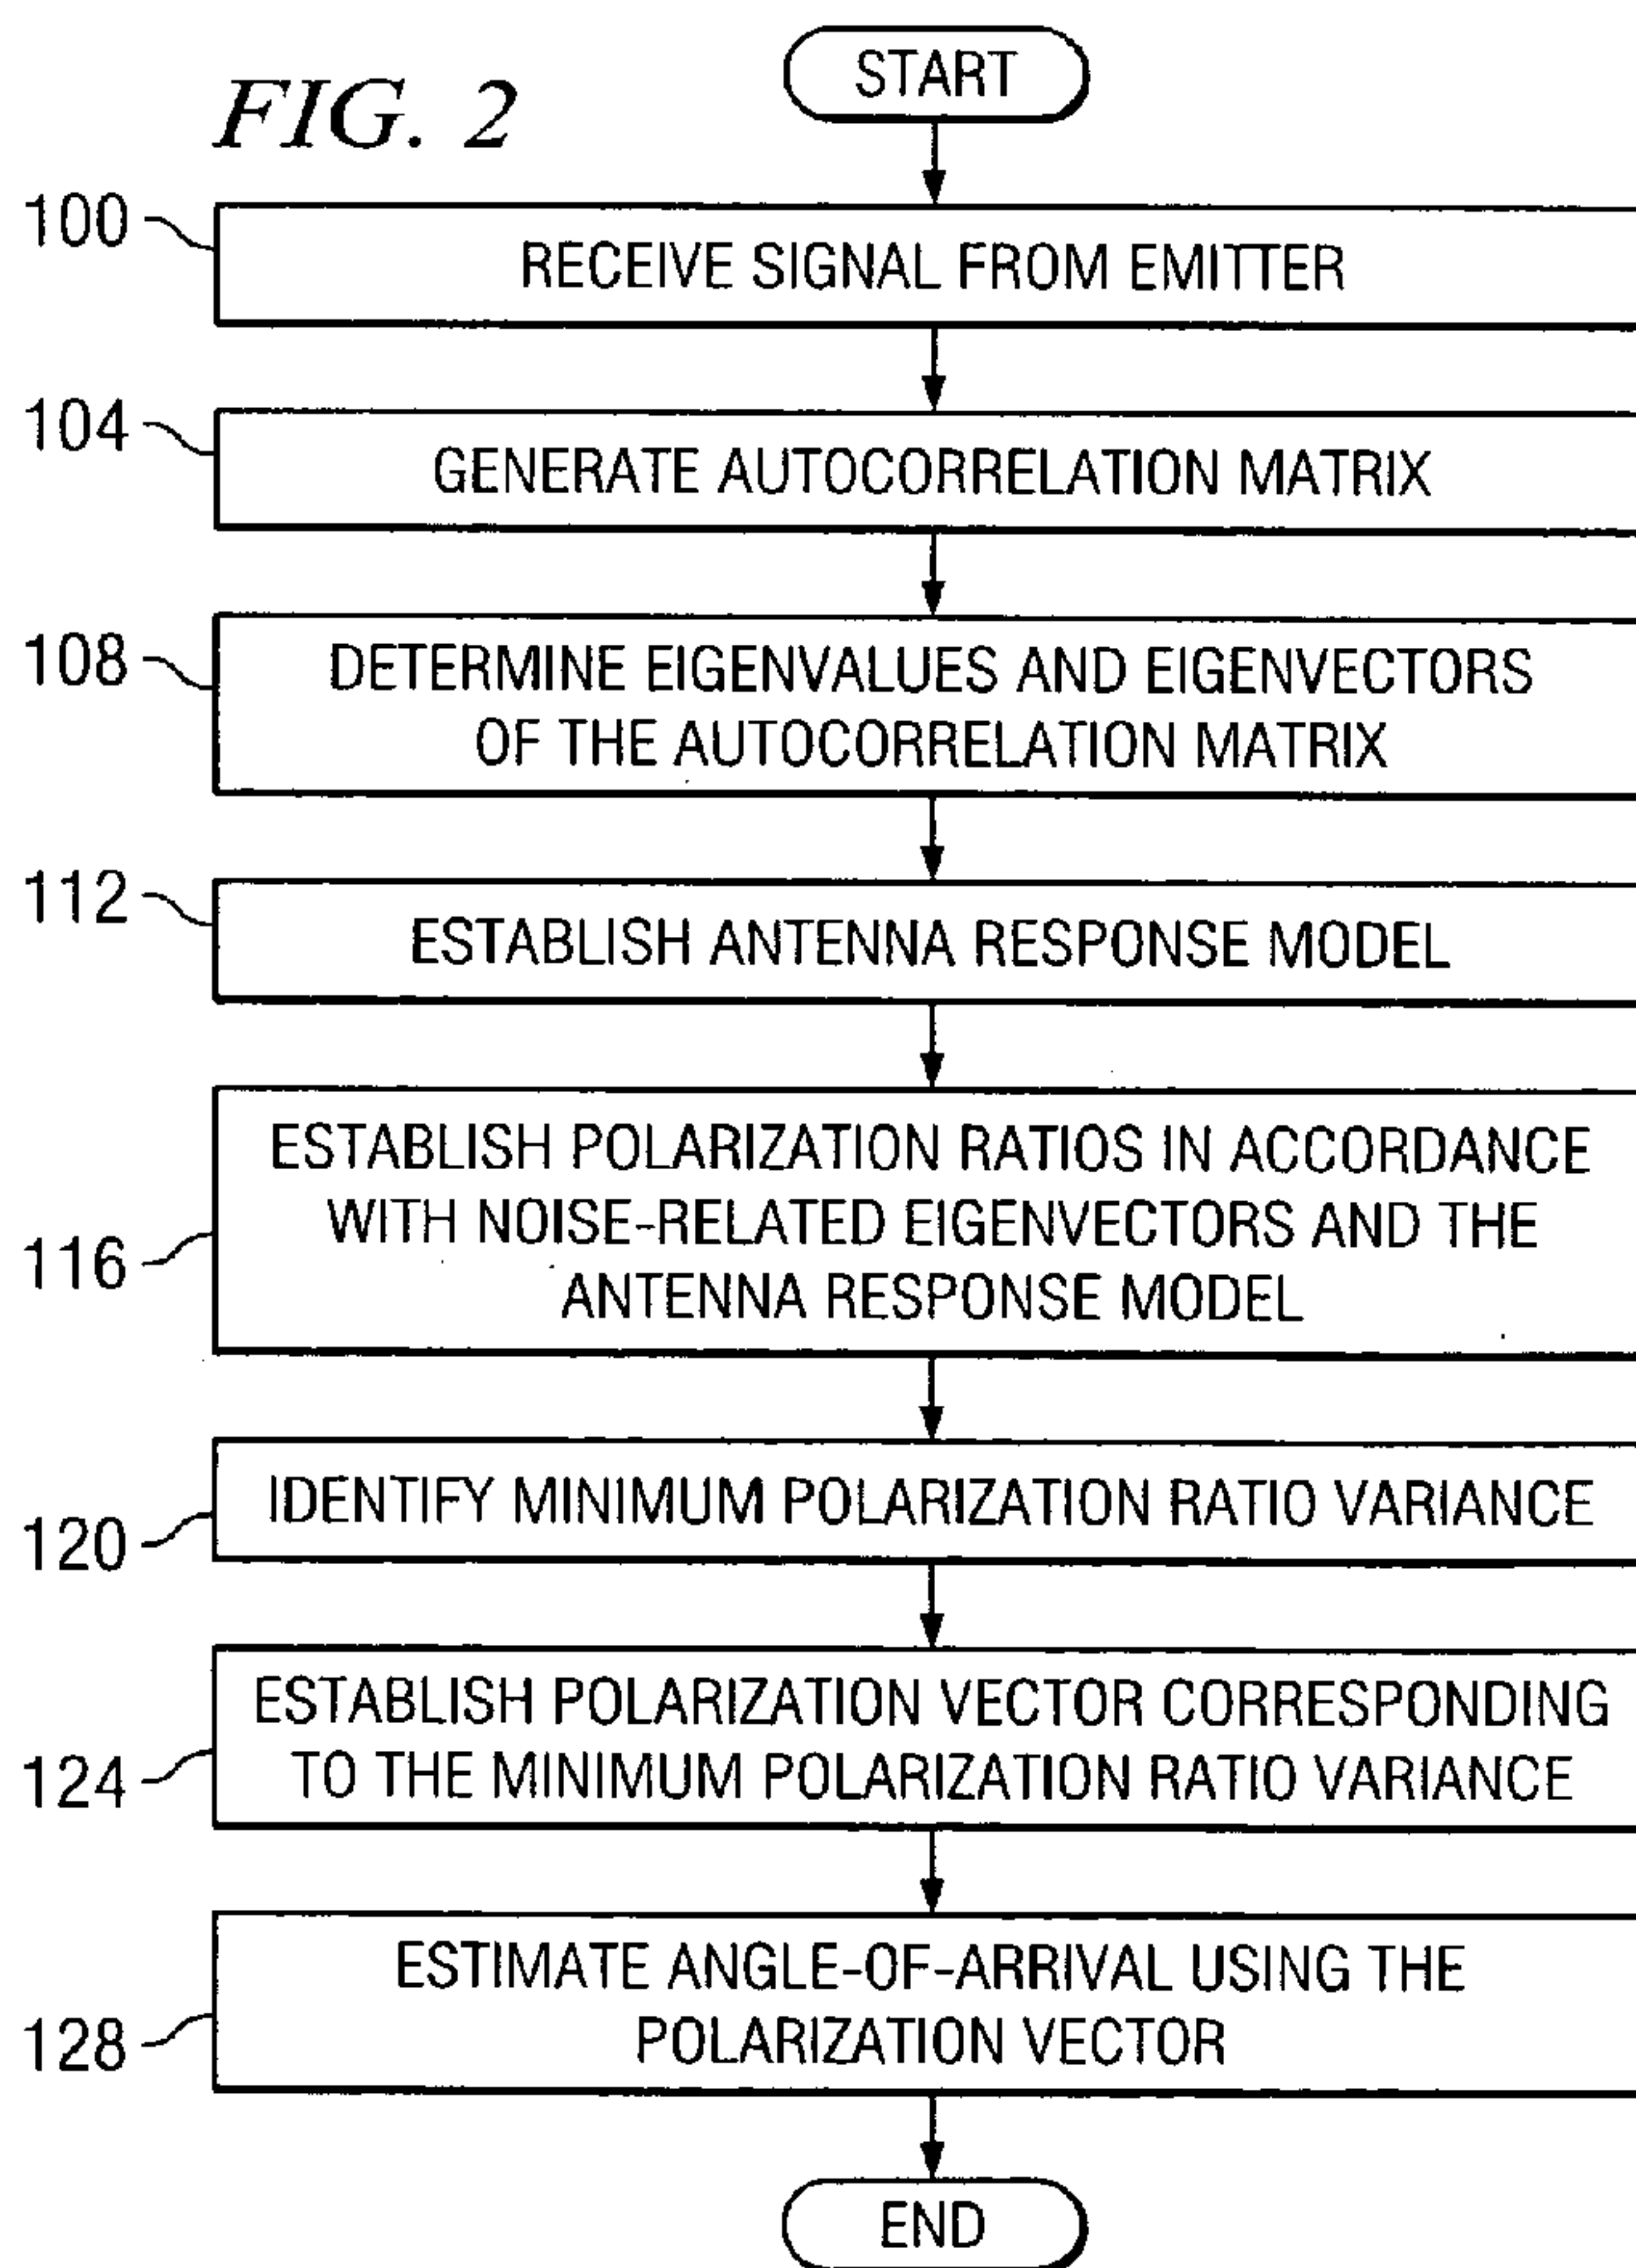 FIG. 2
START
100
RECEIVE SIGNAL FROM EMITTER
104
GENERATE AUTOCORRELATION MATRIX
108
DETERMINE EIGENVALUES AND EIGENVECTORS
OF THE AUTOCORRELATION MATRIX
112
ESTABLISH ANTENNA RESPONSE MODEL
116
ESTABLISH POLARIZATION RATIOS IN ACCORDANCE
WITH NOISE-RELATED EIGENVECTORS AND THE
ANTENNA RESPONSE MODEL
120
IDENTIFY MINIMUM POLARIZATION RATIO VARIANCE
124
ESTABLISH POLARIZATION VECTOR CORRESPONDING
TO THE MINIMUM POLARIZATION RATIO VARIANCE
128
ESTIMATE ANGLE-OF-ARRIVAL USING THE
POLARIZATION VECTOR
END